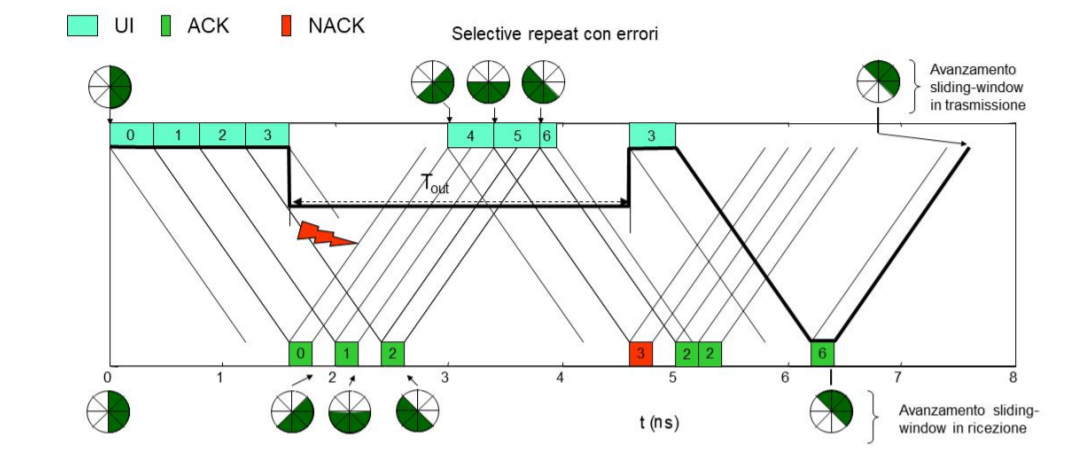 UI ACK NACK
Selective repeat con errori
Avanzamento
sliding-window
in trasmissione
0 1 2 3 4 5 6 3
Tout
0 1 2 3 2 2 6
0 1 2 3 4 5 6 7 8
t (ns)
Avanzamento sliding-
window in ricezione